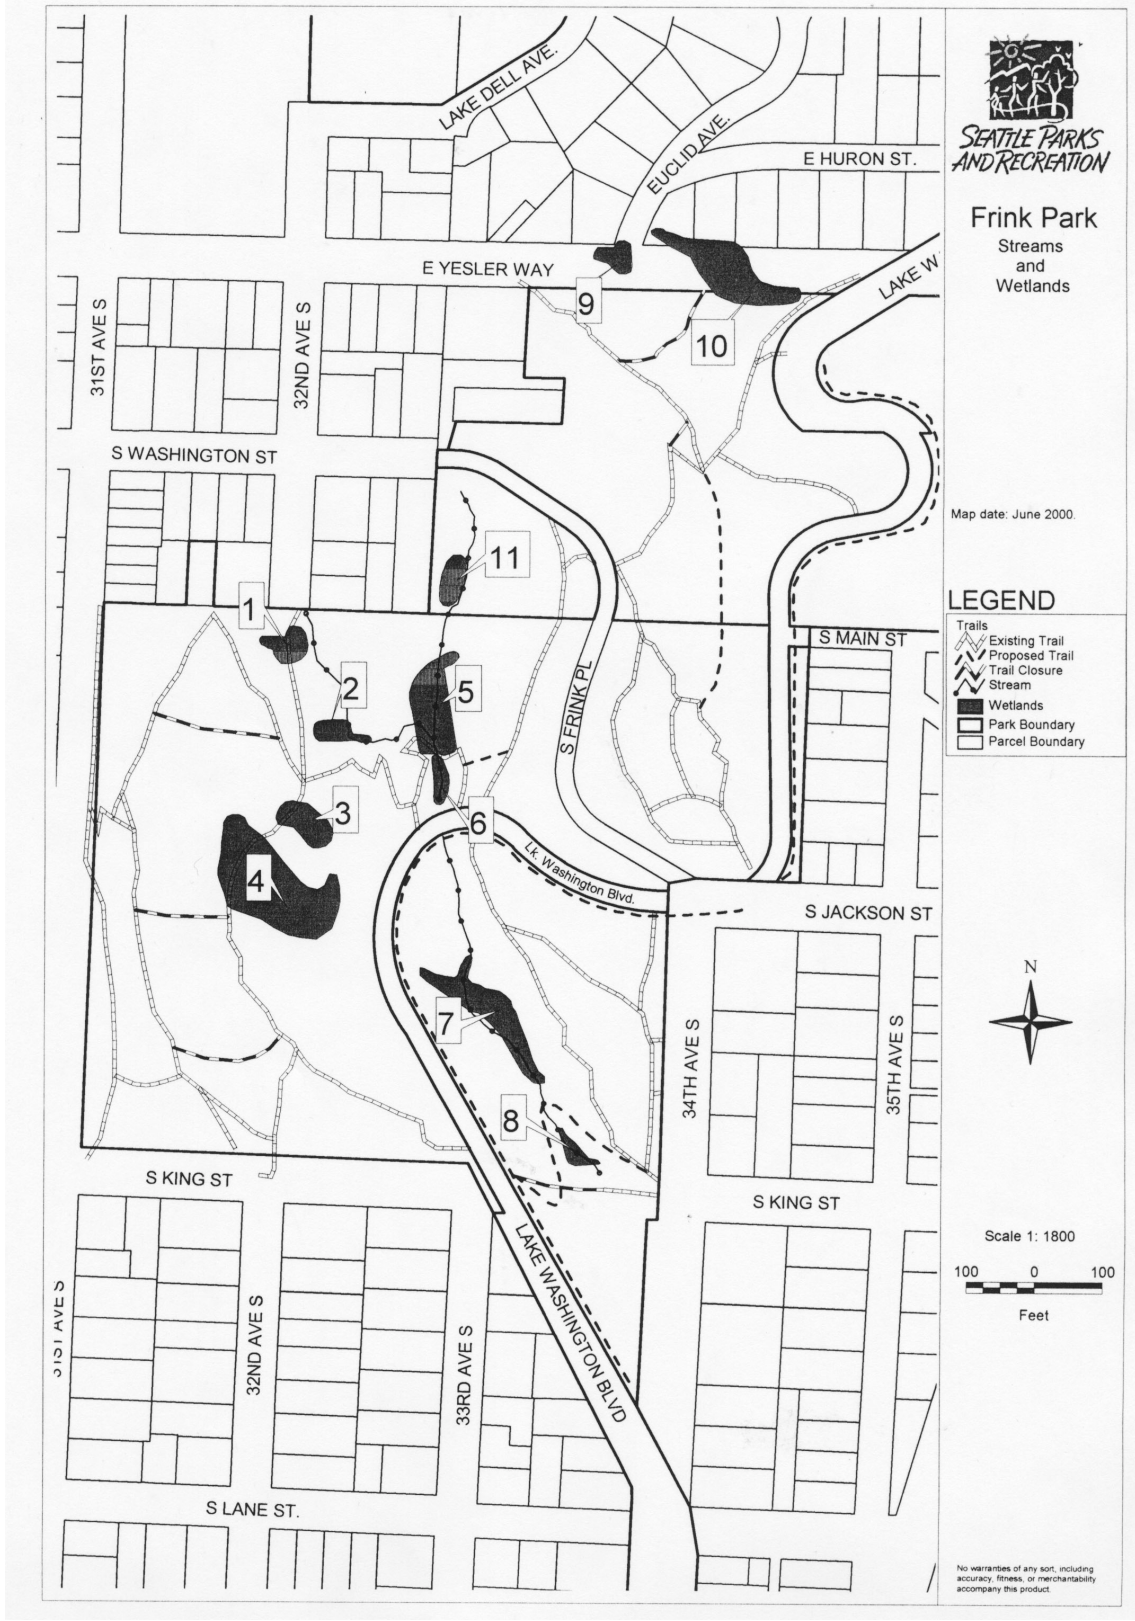 LAKE DELL AVE.
EUCLID AVE.
E HURON ST.
E YESLER WAY
LAKE W
31ST AVE S
32ND AVE S
9
10
S WASHINGTON ST
11
1
S MAIN ST
2
5
S FRINK PL
3
6
4
Lk. Washington Blvd.
S JACKSON ST
7
34TH AVE S
35TH AVE S
8
S KING ST
S KING ST
LAKE WASHINGTON BLVD
31ST AVE S
32ND AVE S
33RD AVE S
S LANE ST.
SEATTLE PARKS
AND RECREATION
Frink Park
Streams
and
Wetlands
Map date: June 2000.
LEGEND
Trails
Existing Trail
Proposed Trail
Trail Closure
Stream
Wetlands
Park Boundary
Parcel Boundary
N
Scale 1: 1800
100 0 100
Feet
No warranties of any sort, including
accuracy, fitness, or merchantability
accompany this product.